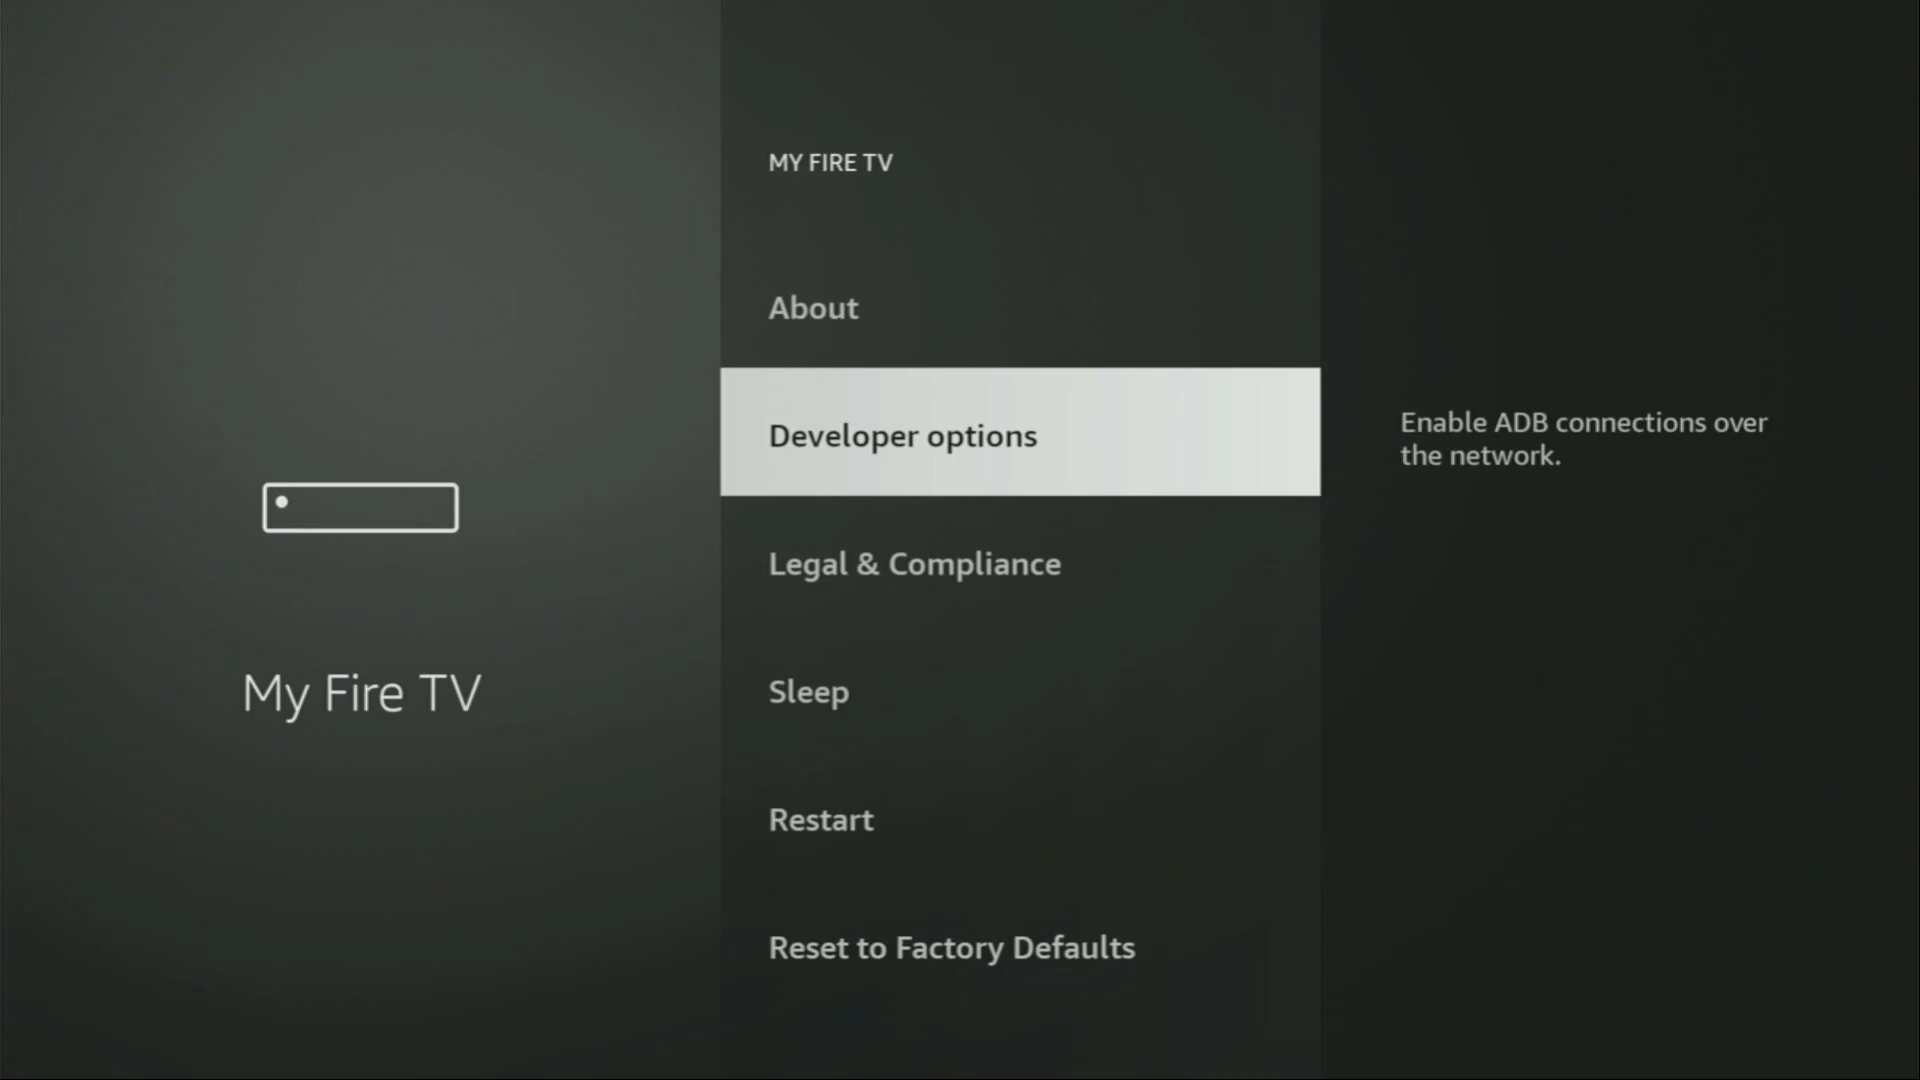 MY FIRE TV
About
Developer options
Legal & Compliance
Sleep
Restart
Reset to Factory Defaults
My Fire TV
Enable ADB connections over
the network.